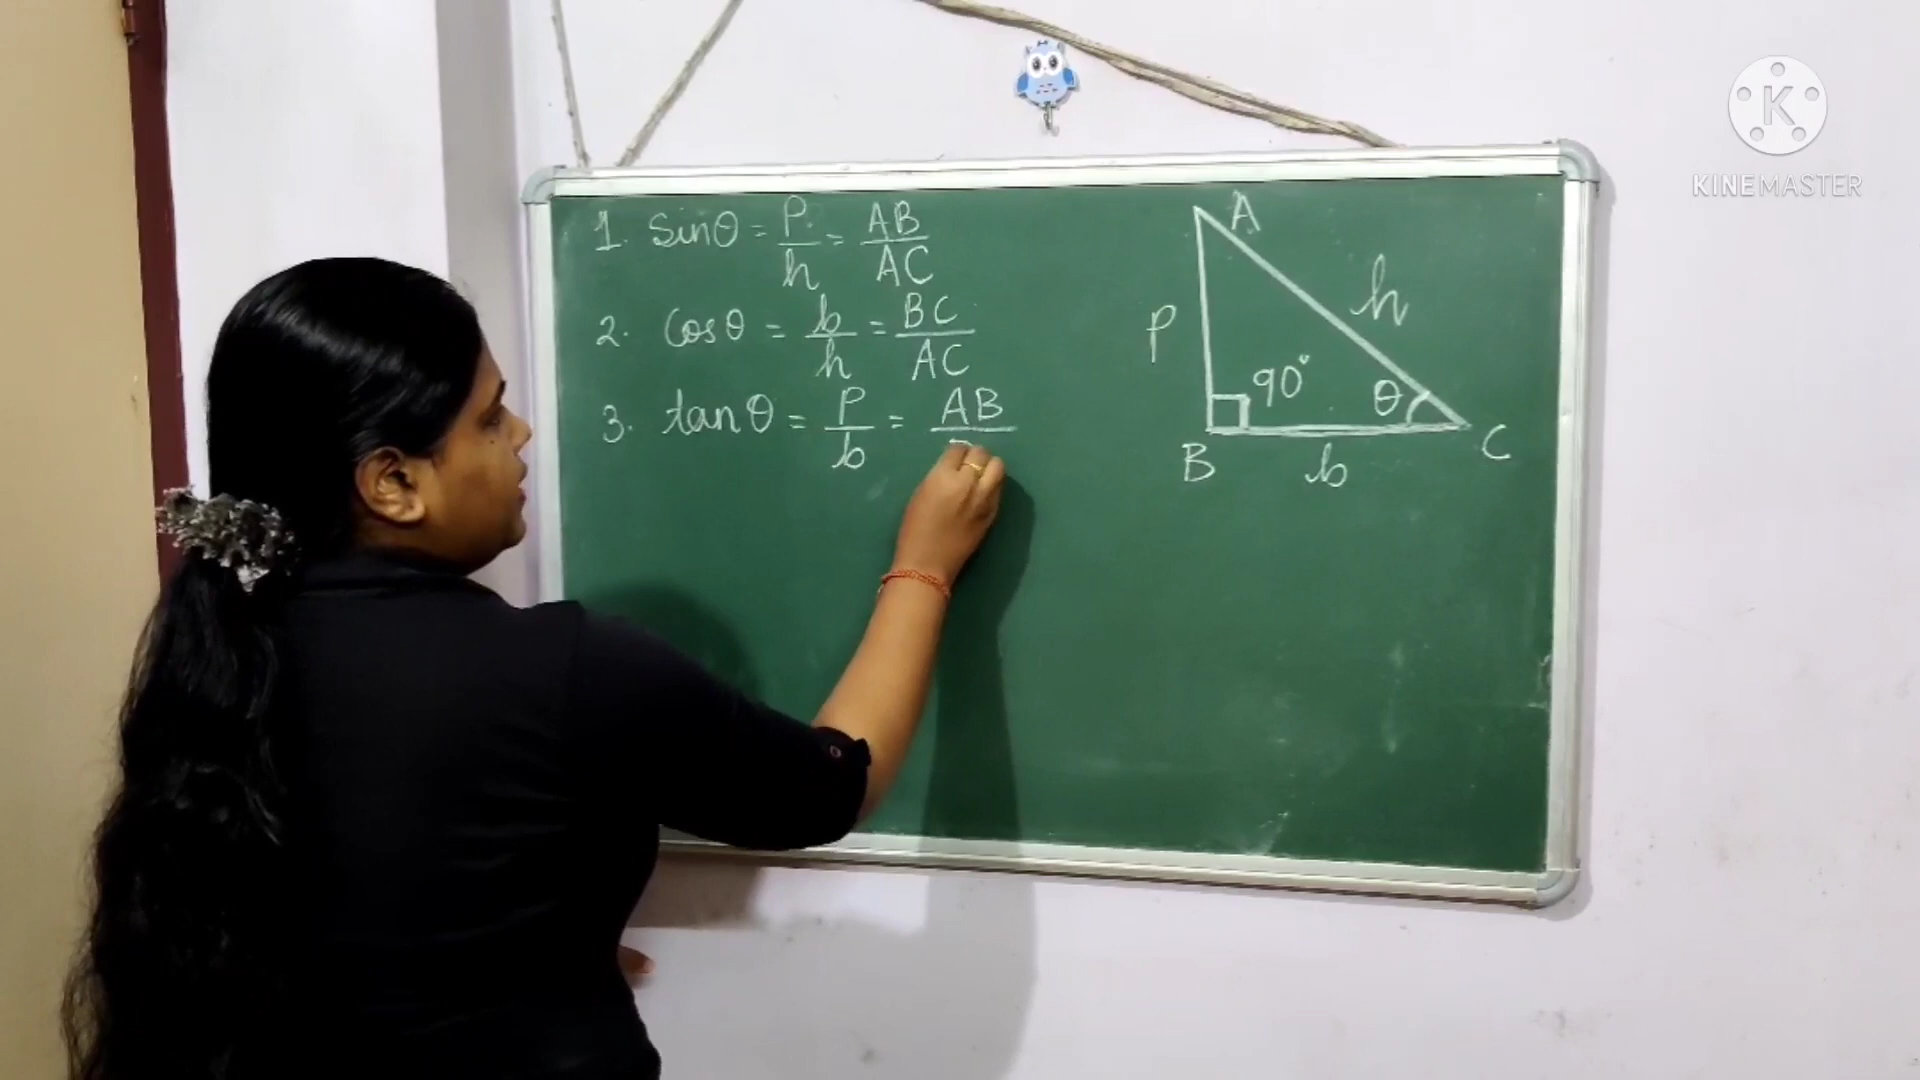 1. Sinθ = P/h = AB/AC
2. Cosθ = b/h = BC/AC
3. tanθ = P/b = AB/
A
h
P
90°
θ
B
b
C
K
KINEMASTER